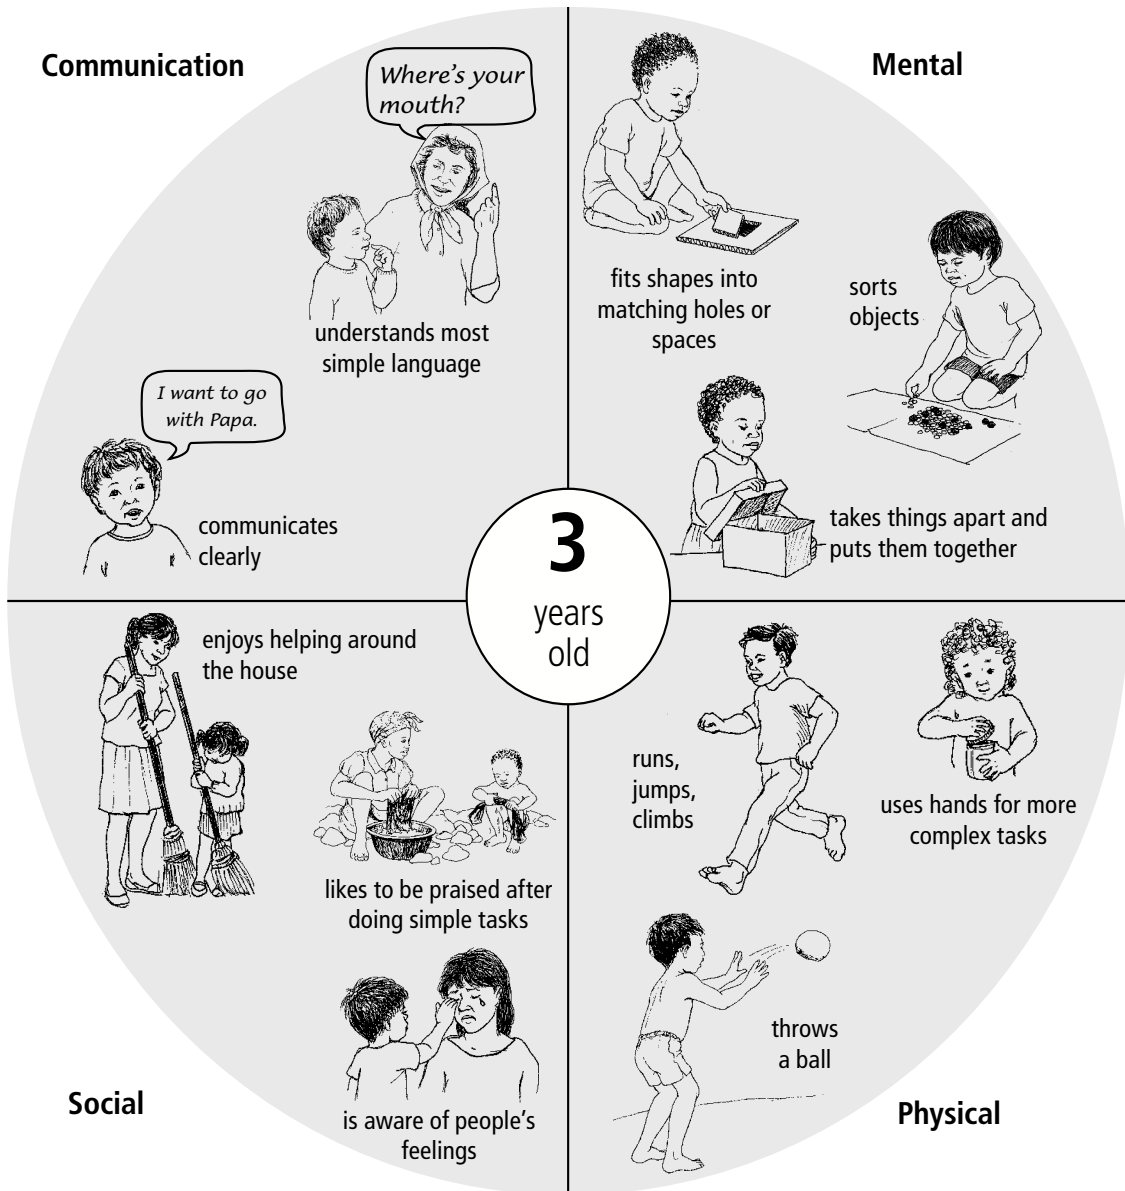 Communication
Where's your
mouth?
understands most
simple language
I want to go
with Papa.
communicates
clearly
Mental
fits shapes into
matching holes or
spaces
sorts
objects
takes things apart and
puts them together
3
years
old
enjoys helping around
the house
likes to be praised after
doing simple tasks
is aware of people's
feelings
Social
runs,
jumps,
climbs
uses hands for more
complex tasks
throws
a ball
Physical